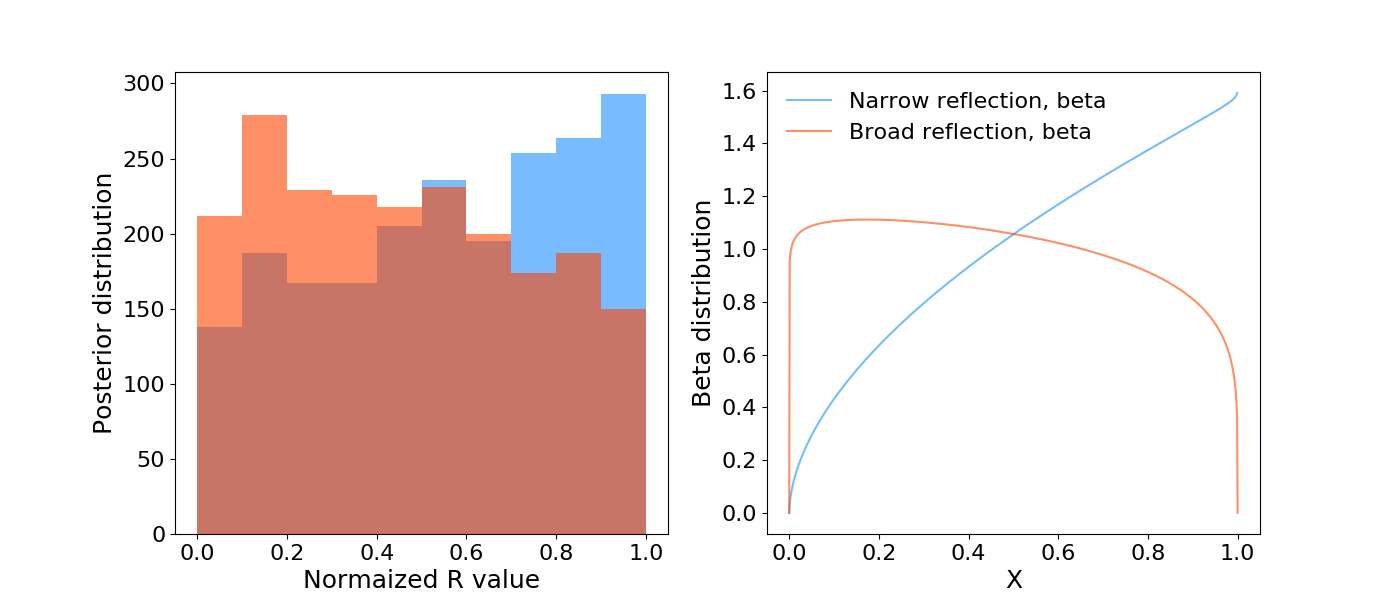 300
250
200
150
100
50
0
0.0 0.2 0.4 0.6 0.8 1.0
Normaized R value
Posterior distribution
Narrow reflection, beta
Broad reflection, beta
1.6
1.4
1.2
1.0
0.8
0.6
0.4
0.2
0.0
0.0 0.2 0.4 0.6 0.8 1.0
X
Beta distribution